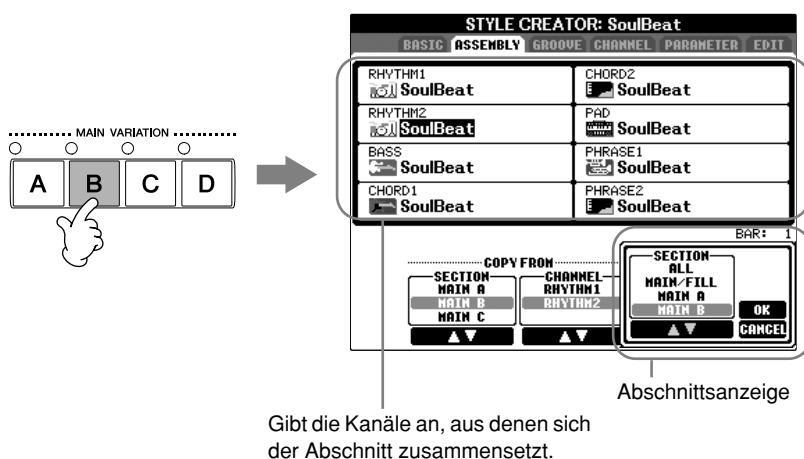 STYLE CREATOR: SoulBeat
BASIC ASSEMBLY GROOVE CHANNEL PARAMETER EDIT
RHYTHM1
SoulBeat
CHORD2
SoulBeat
RHYTHM2
SoulBeat
PAD
SoulBeat
BASS
SoulBeat
PHRASE1
SoulBeat
CHORD1
SoulBeat
PHRASE2
SoulBeat
MAIN VARIATION
A B C D
BAR: 1
COPY FROM
SECTION
MAIN A
MAIN B
MAIN C
CHANNEL
RHYTHM1
RHYTHM2
SECTION
ALL
MAIN/FILL
MAIN A
MAIN B
OK
CANCEL
Abschnittsanzeige
Gibt die Kanäle an, aus denen sich
der Abschnitt zusammensetzt.